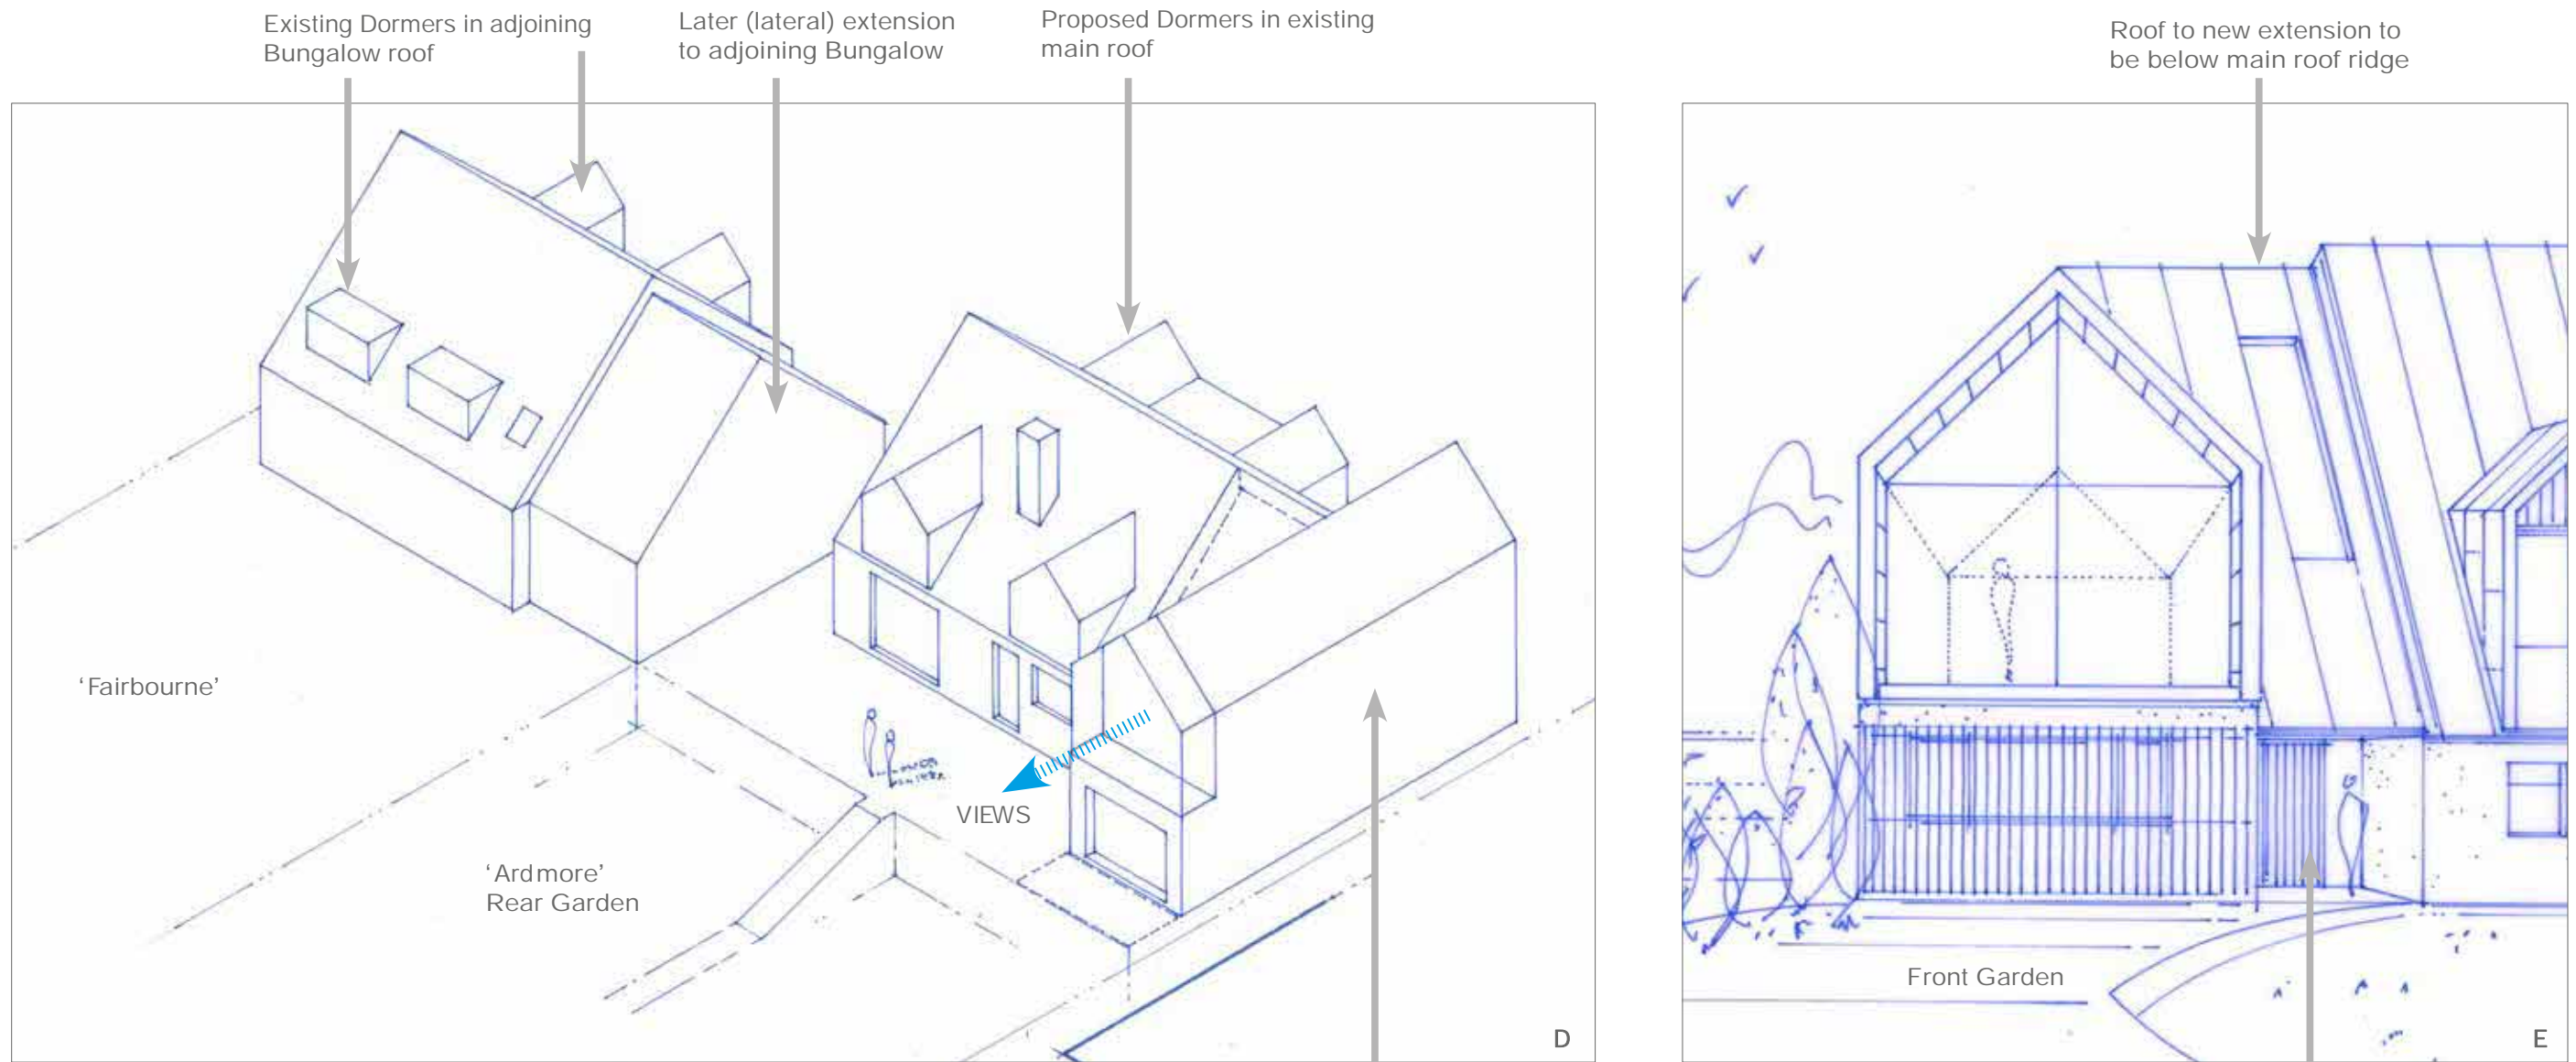 Existing Dormers in adjoining
Bungalow roof
Later (lateral) extension
to adjoining Bungalow
Proposed Dormers in existing
main roof
Roof to new extension to
be below main roof ridge
'Fairbourne'
VIEWS
'Ardmore'
Rear Garden
D
Front Garden
E